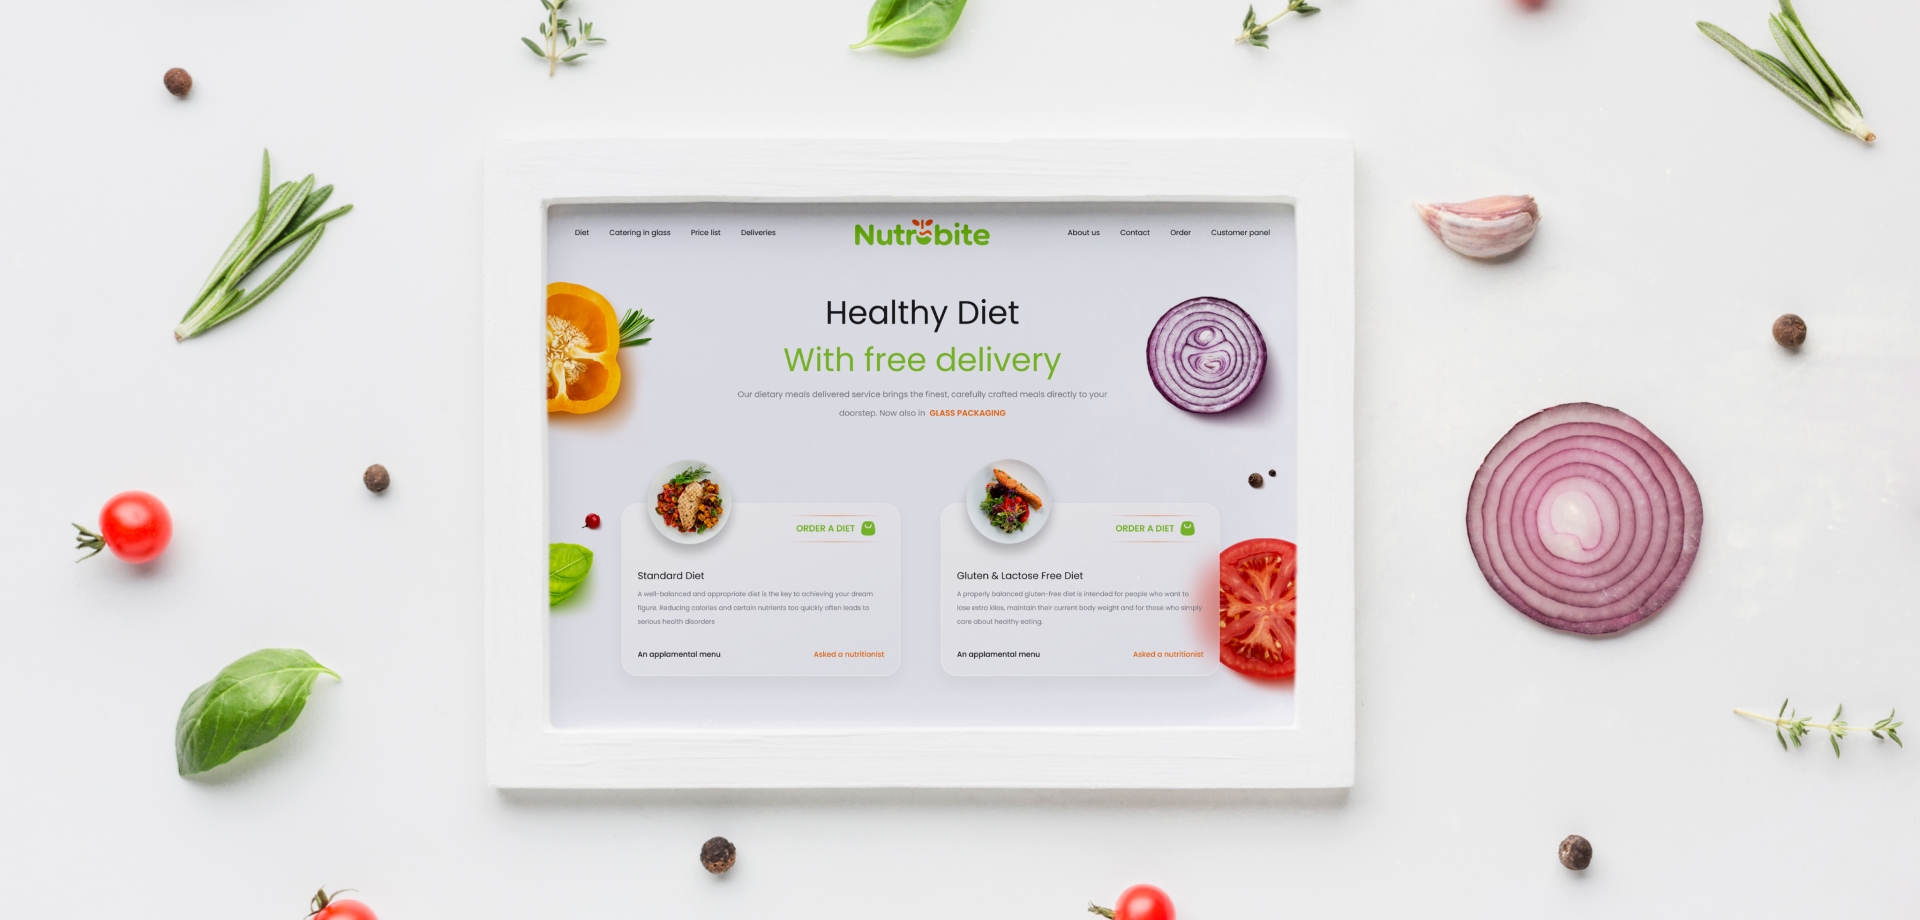 Diet Catering in glass Price list Deliveries Nutrobite About us Contact Order Customer panel
Healthy Diet
With free delivery
Our dietary meals delivered service brings the finest, carefully crafted meals directly to your
doorstep. Now also in GLASS PACKAGING
ORDER A DIET
Standard Diet
A well-balanced and appropriate diet is the key to achieving your dream
figure. Reducing calories and certain nutrients too quickly often leads to
serious health disorders
An applamental menu Asked a nutritionist
ORDER A DIET
Gluten & Lactose Free Diet
A properly balanced gluten-free diet is intended for people who want to
lose extra kilos, maintain their current body weight and for those who simply
care about healthy eating.
An applamental menu Asked a nutritionist